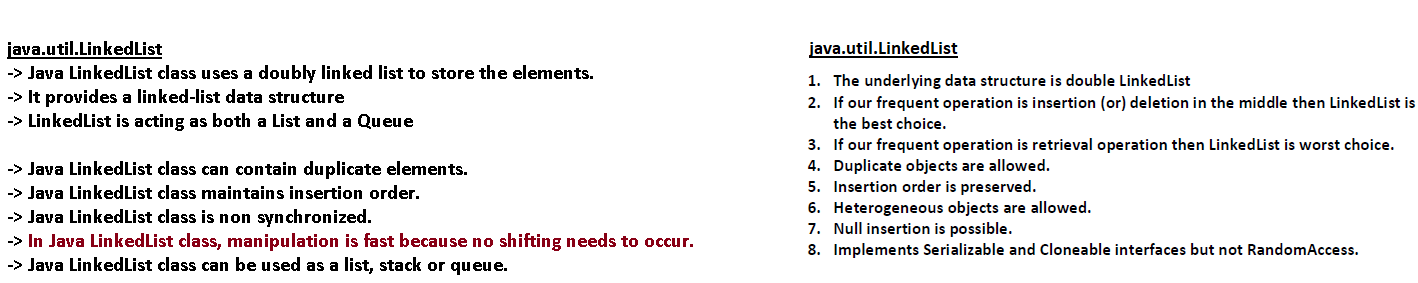 java.util.LinkedList
-> Java LinkedList class uses a doubly linked list to store the elements.
-> It provides a linked-list data structure
-> LinkedList is acting as both a List and a Queue
-> Java LinkedList class can contain duplicate elements.
-> Java LinkedList class maintains insertion order.
-> Java LinkedList class is non synchronized.
-> In Java LinkedList class, manipulation is fast because no shifting needs to occur.
-> Java LinkedList class can be used as a list, stack or queue.
java.util.LinkedList
1. The underlying data structure is double LinkedList
2. If our frequent operation is insertion (or) deletion in the middle then LinkedList is
the best choice.
3. If our frequent operation is retrieval operation then LinkedList is worst choice.
4. Duplicate objects are allowed.
5. Insertion order is preserved.
6. Heterogeneous objects are allowed.
7. Null insertion is possible.
8. Implements Serializable and Cloneable interfaces but not RandomAccess.